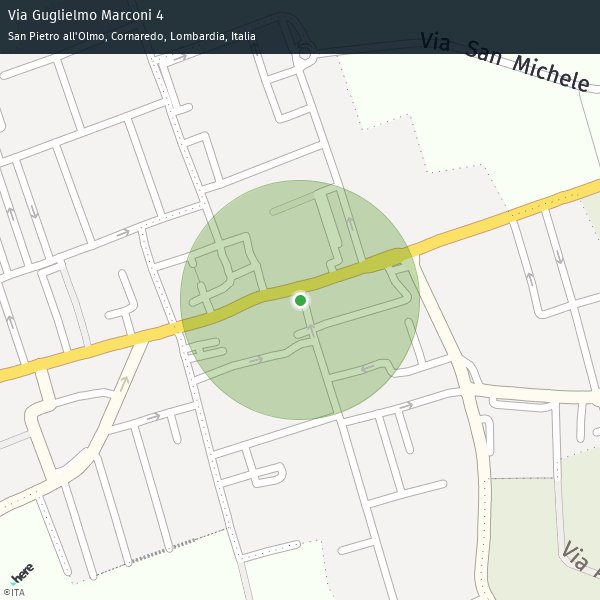 Via Guglielmo Marconi 4
San Pietro all'Olmo, Cornaredo, Lombardia, Italia
Via San Michele
Via
here
©ITA